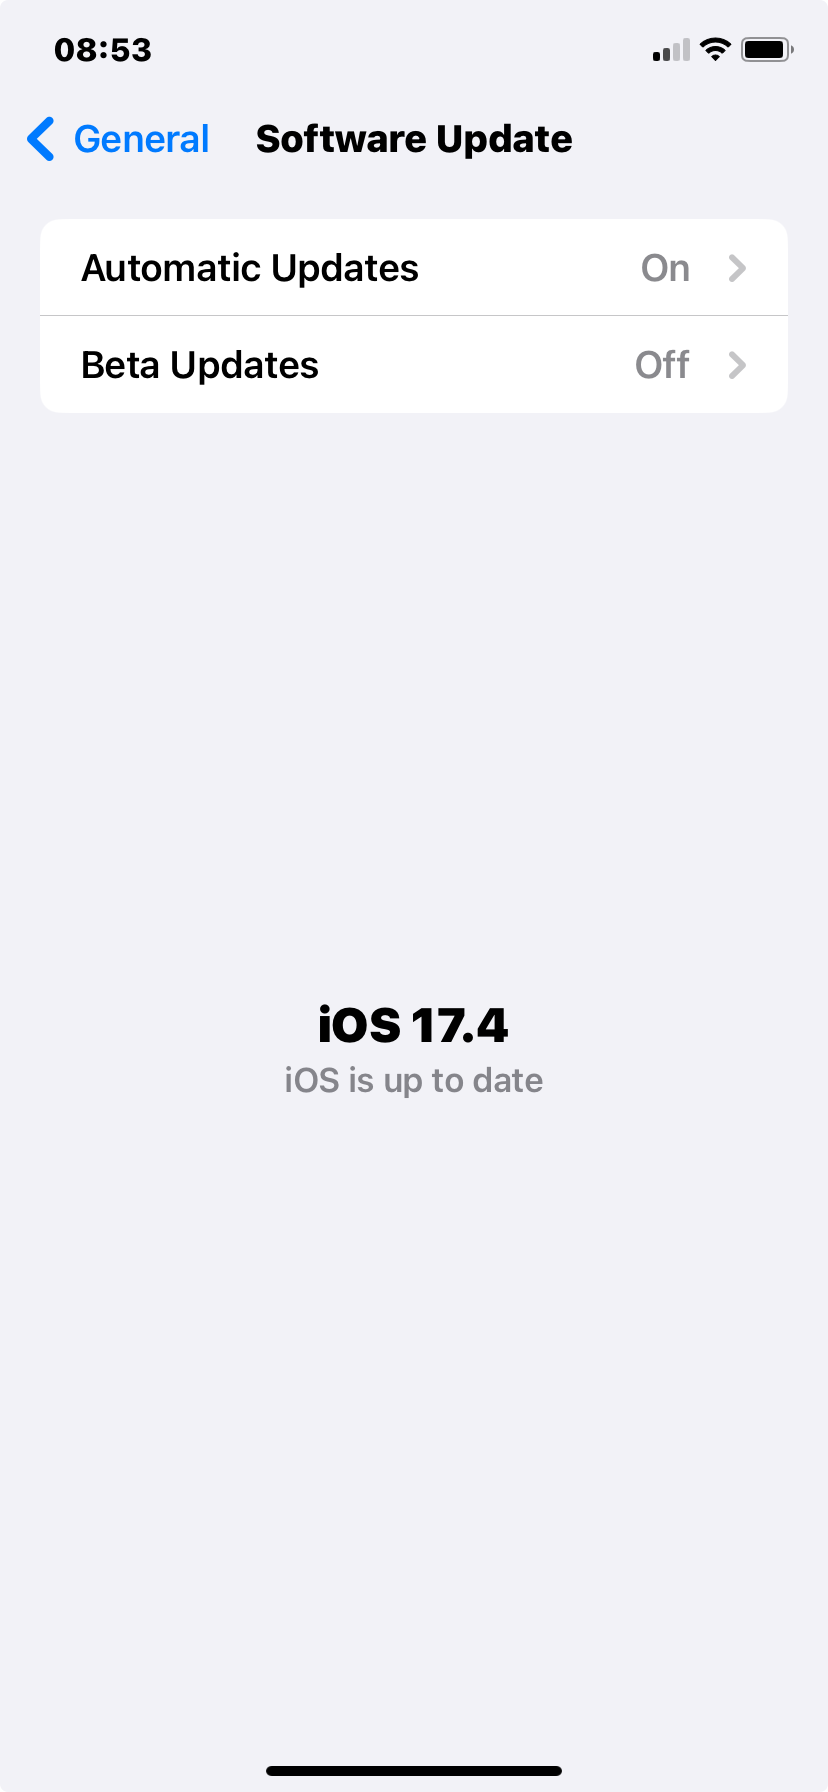 08:53
General Software Update
Automatic Updates On
Beta Updates Off
iOS 17.4
iOS is up to date